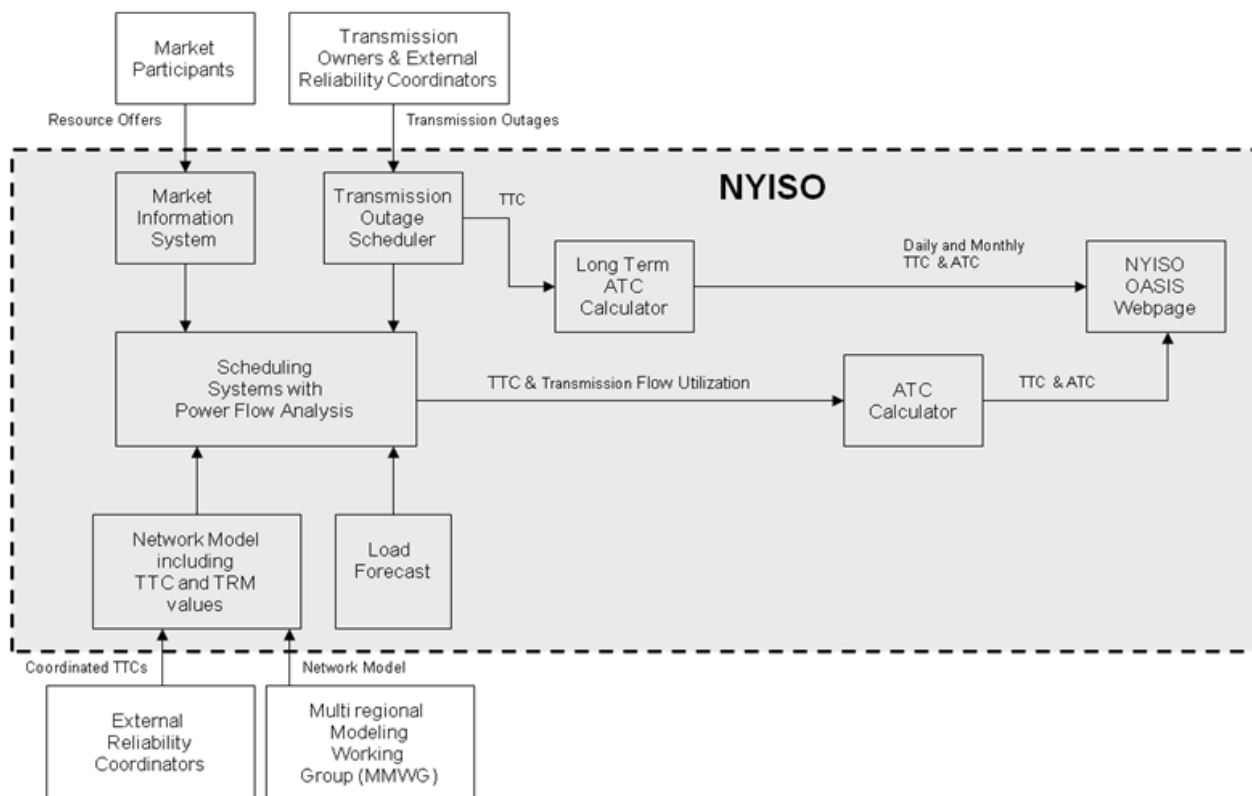 Market
Participants
Transmission
Owners & External
Reliability Coordinators
Resource Offers
Transmission Outages
NYISO
Market
Information
System
Transmission
Outage
Scheduler
TTC
Long Term
ATC
Calculator
Daily and Monthly
TTC & ATC
NYISO
OASIS
Webpage
Scheduling
Systems with
Power Flow Analysis
TTC & Transmission Flow Utilization
ATC
Calculator
TTC & ATC
Network Model
including
TTC and TRM
values
Load
Forecast
Coordinated TTCs
Network Model
External
Reliability
Coordinators
Multi regional
Modeling
Working
Group (MMWG)